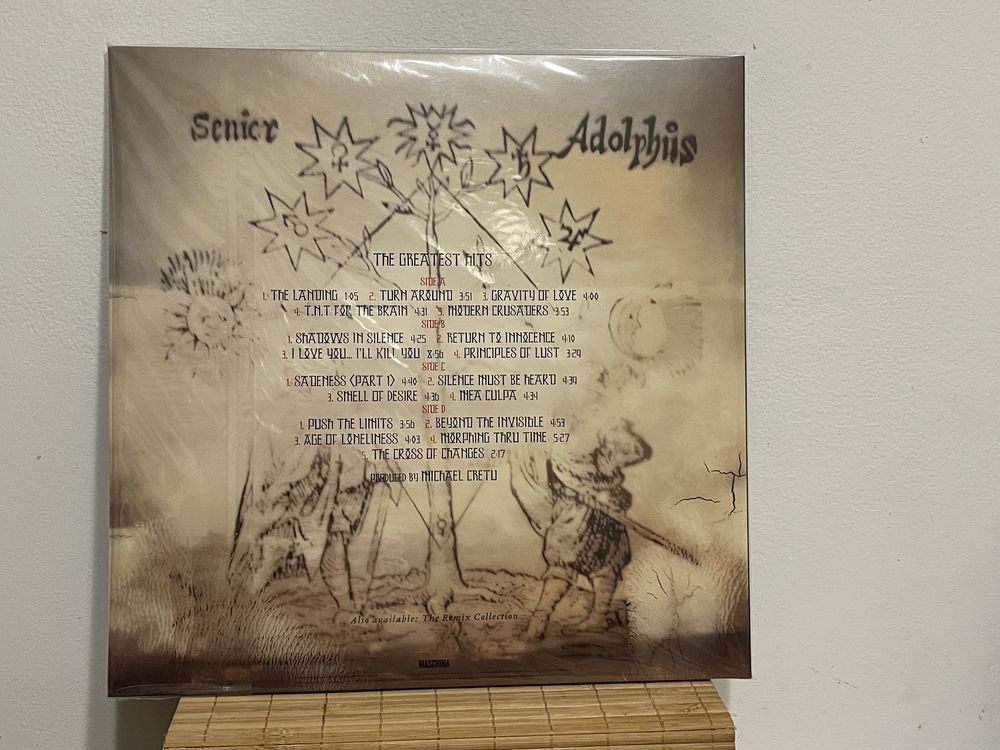 Senior Adolphus
THE GREATEST HITS
SIDE A
1. THE LANDING 1:05 2. TURN AROUND 3:51 3. GRAVITY OF LOVE 4:00
4. T.N.T FOR THE BRAIN 4:31 5. MODERN CRUSADERS 3:53
SIDE B
1. SHADOWS IN SILENCE 4:25 2. RETURN TO INNOCENCE 4:10
3. I LOVE YOU... I'LL KILL YOU 8:56 4. PRINCIPLES OF LUST 3:29
SIDE C
1. SADENESS (PART 1) 4:40 2. SILENCE MUST BE HEARD 4:39
3. SMELL OF DESIRE 4:36 4. MEA CULPA 4:34
SIDE D
1. PUSH THE LIMITS 3:56 2. BEYOND THE INVISIBLE 4:53
3. AGE OF LONELINESS 4:03 4. MORPHING THRU TIME 5:27
5. THE CROSS OF CHANGES 2:17
PRODUCED BY MICHAEL CRETU
Also available: The Remix Collection
MASCHINA